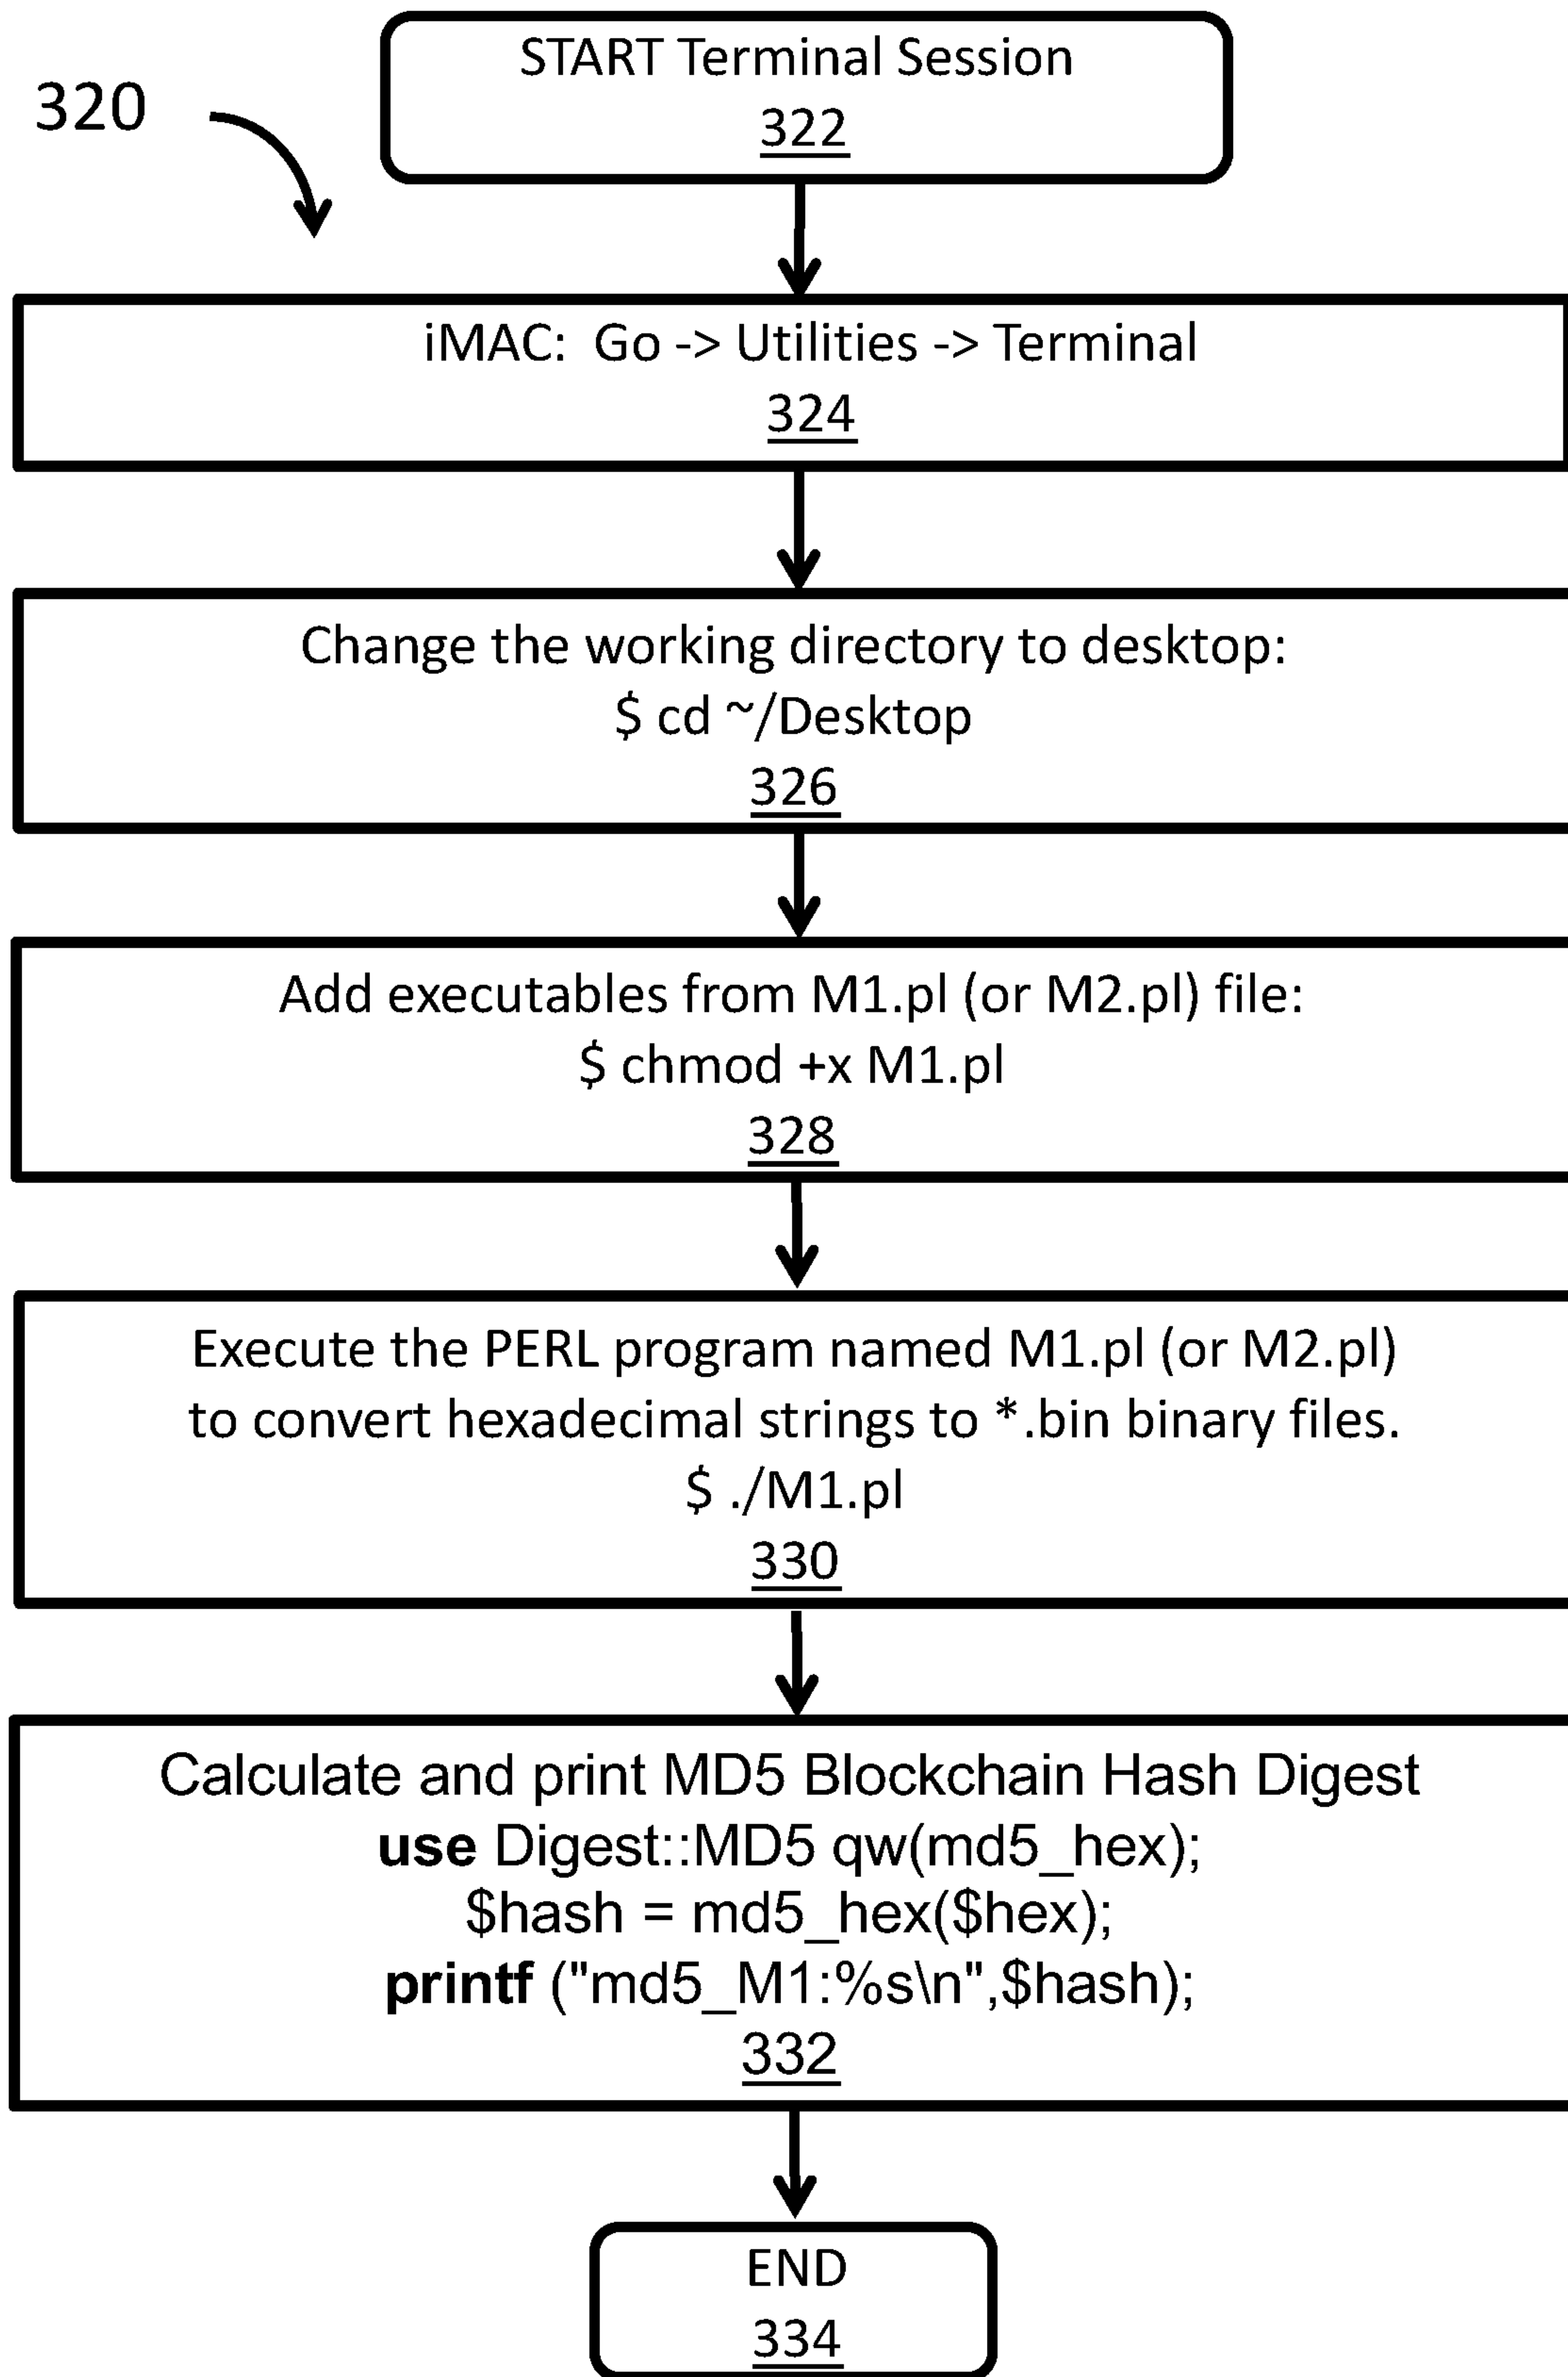 320
START Terminal Session
322
iMAC: Go -> Utilities -> Terminal
324
Change the working directory to desktop:
$ cd ~/Desktop
326
Add executables from M1.pl (or M2.pl) file:
$ chmod +x M1.pl
328
Execute the PERL program named M1.pl (or M2.pl)
to convert hexadecimal strings to *.bin binary files.
$ ./M1.pl
330
Calculate and print MD5 Blockchain Hash Digest
use Digest::MD5 qw(md5_hex);
$hash = md5_hex($hex);
printf ("md5_M1:%s\n",$hash);
332
END
334